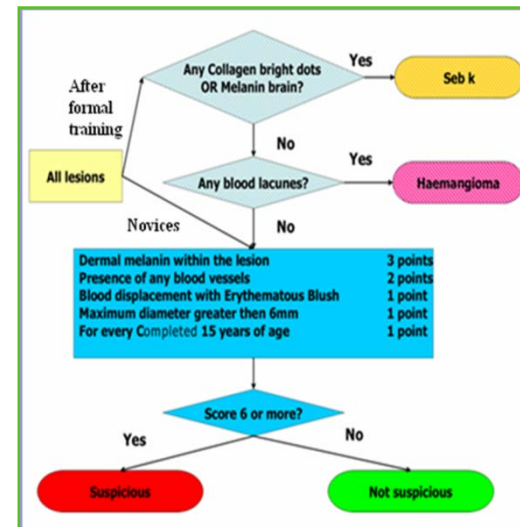 Any Collagen bright dots
OR Melanin brain?
Yes
Seb k
After
formal
training
No
All lesions
Any blood lacunes?
Yes
Haemangioma
Novices
No
Dermal melanin within the lesion 3 points
Presence of any blood vessels 2 points
Blood displacement with Erythematous Blush 1 point
Maximum diameter greater then 6mm 1 point
For every Completed 15 years of age 1 point
Score 6 or more?
Yes
No
Suspicious
Not suspicious